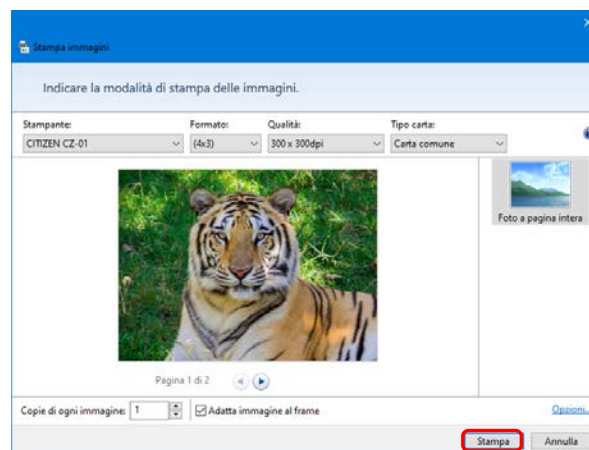 Stampa immagini
Indicare la modalità di stampa delle immagini.
Stampante: Formato: Qualità: Tipo carta:
CITIZEN CZ-01 (4x3) 300 x 300dpi Carta comune
Foto a pagina intera
Pagina 1 di 2
Copie di ogni immagine: 1 Adatta immagine al frame Opzioni...
Stampa Annulla